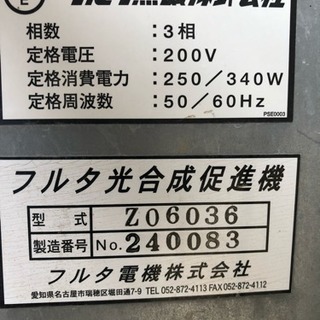 E
相数 : 3相
定格電圧 : 200V
定格消費電力 : 250/340W
定格周波数 : 50/60Hz
PSE0003
フルタ光合成促進機
型式 Z06036
製造番号 No. 240083
フルタ電機株式会社
愛知県名古屋市瑞穂区堀田通7-9 TEL 052-872-4113 FAX 052-872-4112